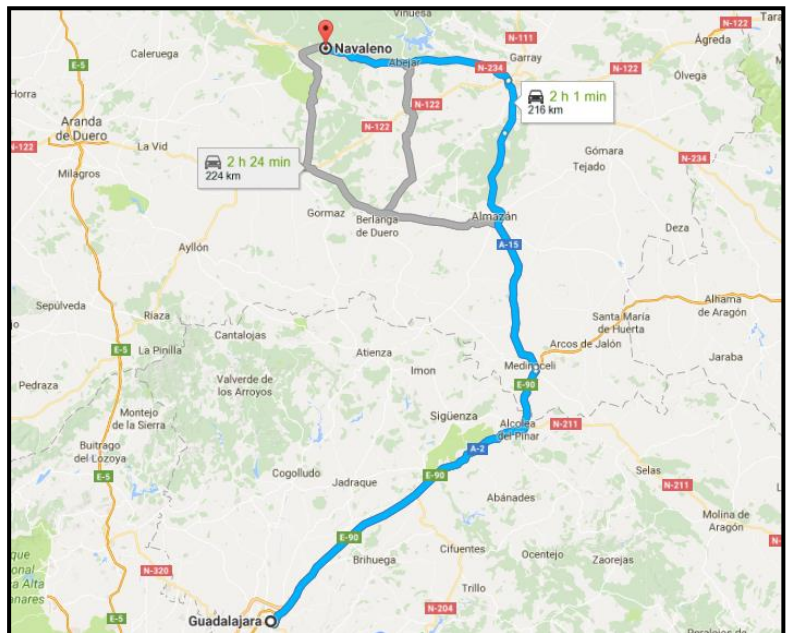 Vinuesa
Tara
Navaleno
N-111
Ágreda
Caleruega
Abejar
N-234
Garray
N-122
E-5
N-122
Ólvega
Horra
2 h 1 min
216 km
N-122
Aranda
de Duero
N-122
N-122
La Vid
Gómara
2 h 24 min
224 km
N-234
Tejado
Milagros
Gormaz
Berlanga
de Duero
Almazán
Deza
Ayllón
A-15
Sepúlveda
Riaza
Alhama
de Aragón
Santa María
de Huerta
Cantalojas
E-5
La Pinilla
Atienza
Arcos de Jalón
Imon
Medinaceli
Jaraba
Pedraza
Valverde de
los Arroyos
E-90
Montejo
de la Sierra
Sigüenza
Alcolea
del Pinar
N-211
Buitrago
del Lozoya
A-2
Selas
E-5
Cogolludo
E-90
N-211
Jadraque
Abánades
Molina de
Aragón
E-90
Brihuega
Cifuentes
Ocentejo
Zaorejas
que
onal
a Alta
anares
N-320
Trillo
E-5
Guadalajara
N-204